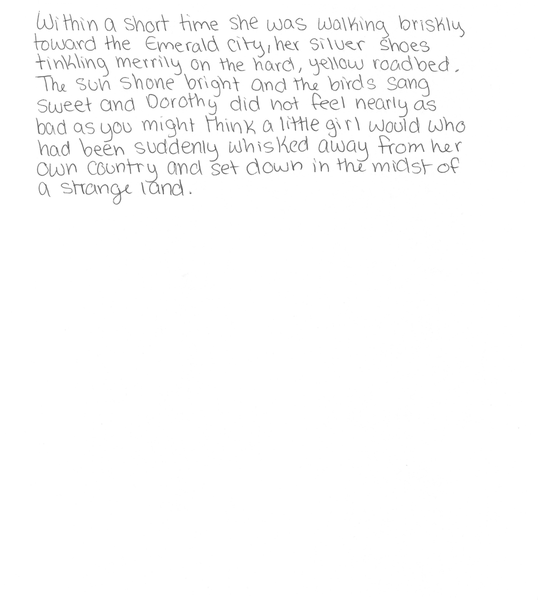 Within a short time she was walking briskly
toward the Emerald City, her silver shoes
tinkling merrily on the hard, yellow roadbed.
The sun shone bright and the birds sang
sweet and Dorothy did not feel nearly as
bad as you might think a little girl would who
had been suddenly whisked away from her
own country and set down in the midst of
a strange land.